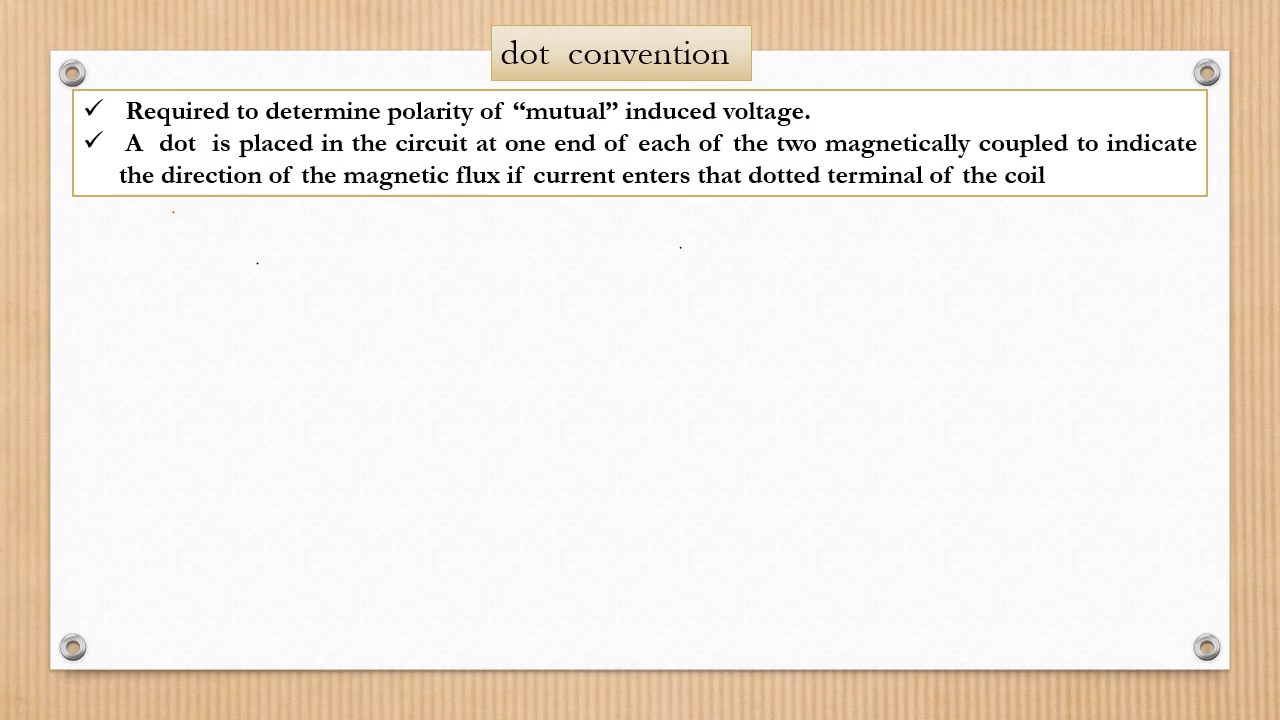 dot convention
✓ Required to determine polarity of “mutual” induced voltage.
✓ A dot is placed in the circuit at one end of each of the two magnetically coupled to indicate
the direction of the magnetic flux if current enters that dotted terminal of the coil